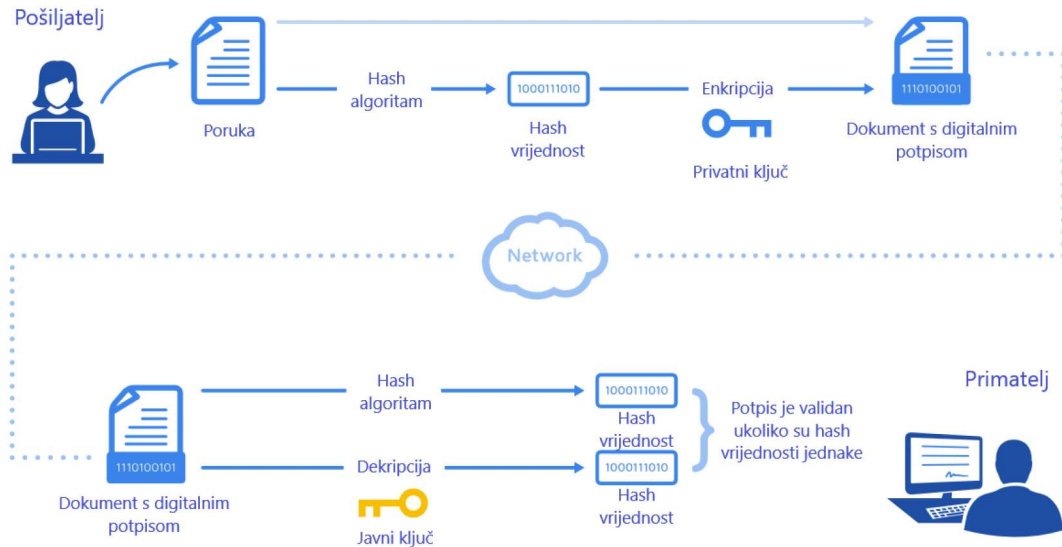 Pošiljatelj
Poruka
Hash
algoritam
1000111010
Hash
vrijednost
Enkripcija
Privatni ključ
1110100101
Dokument s digitalnim
potpisom
Network
1110100101
Dokument s digitalnim
potpisom
Hash
algoritam
1000111010
Hash
vrijednost
Dekripcija
Javni ključ
1000111010
Hash
vrijednost
Potpis je validan
ukoliko su hash
vrijednosti jednake
Primatelj